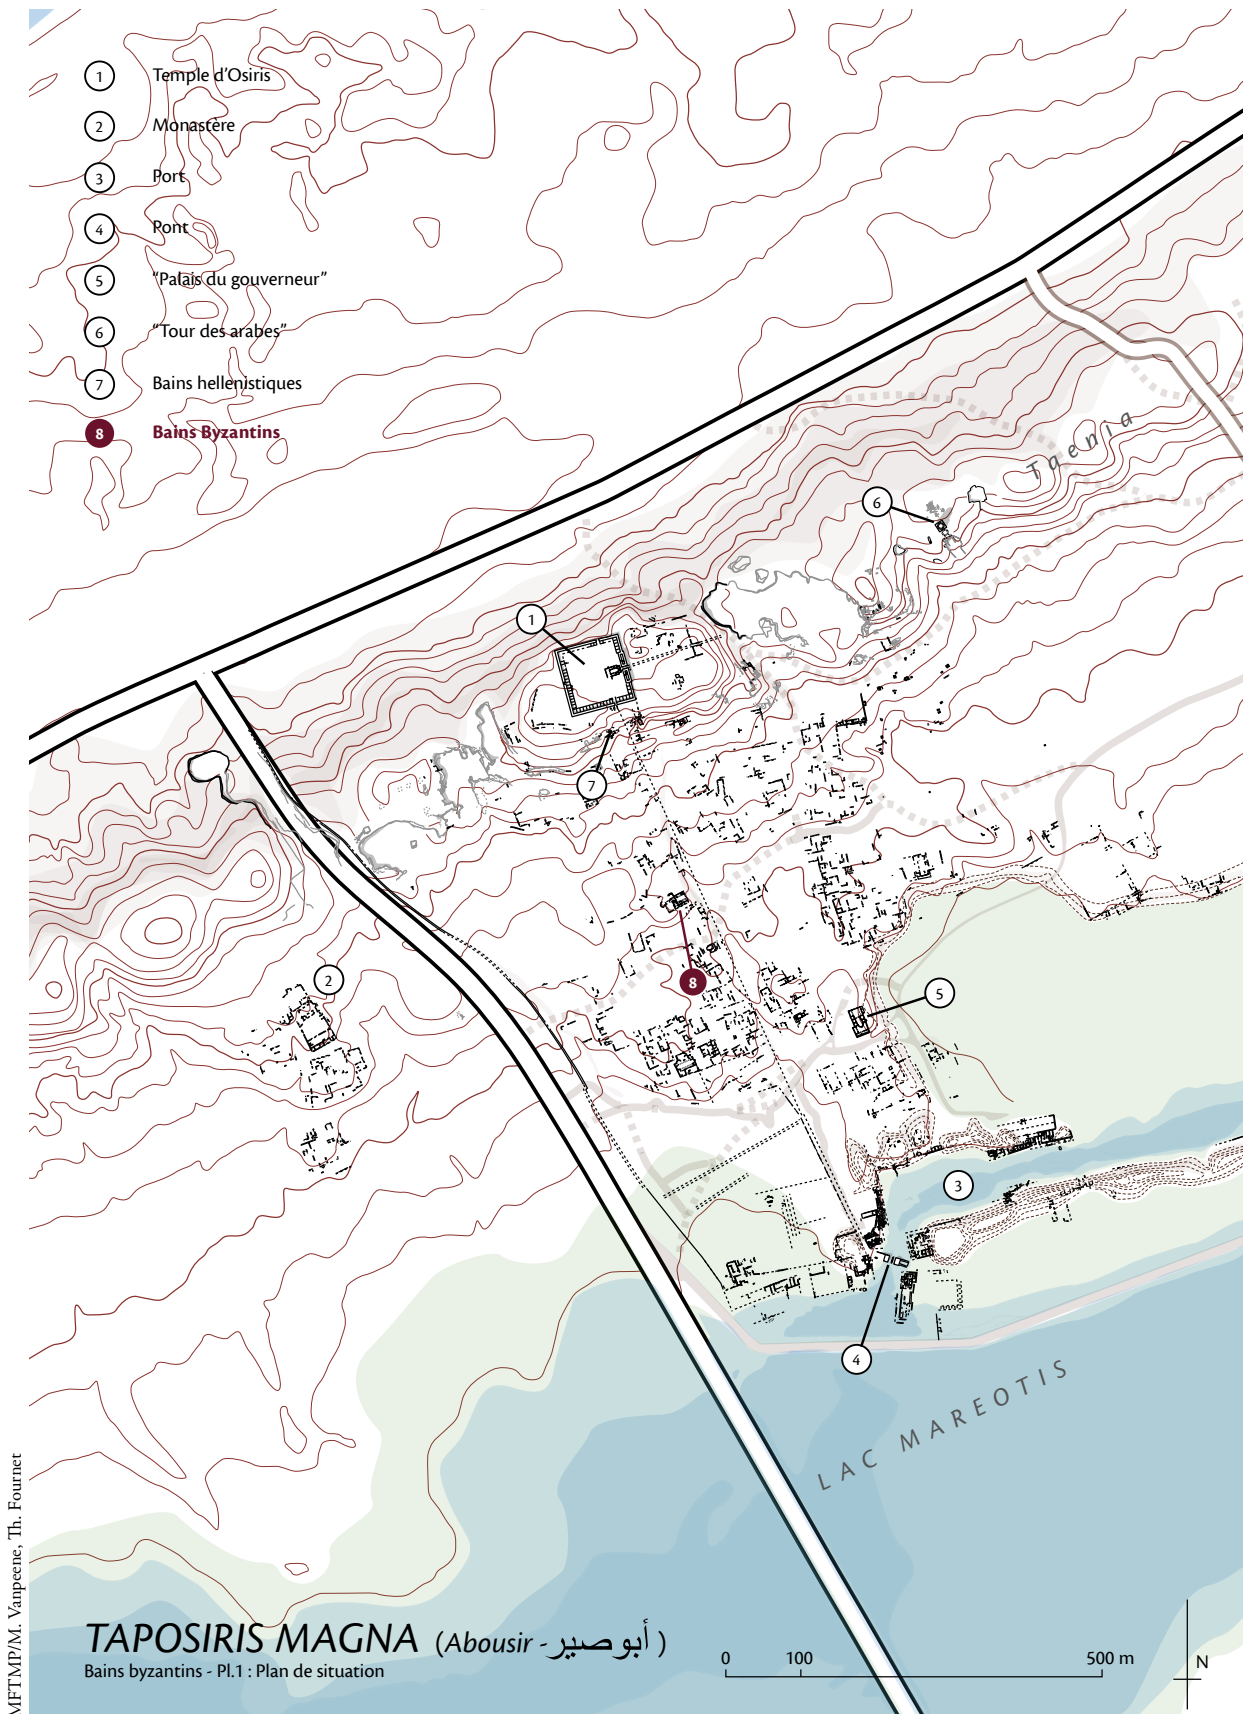 1 Temple d'Osiris
2 Monastère
3 Port
4 Pont
5 "Palais du gouverneur"
6 "Tour des arabes"
7 Bains hellenistiques
8 Bains Byzantins
Taenia
6
1
7
2
8
5
3
4
LAC MAREOTIS
MFTMP/M. Vanpeene, Th. Fournet
TAPOSIRIS MAGNA (Abousir - أبو صير )
Bains byzantins - Pl.1 : Plan de situation
0 100 500 m
N